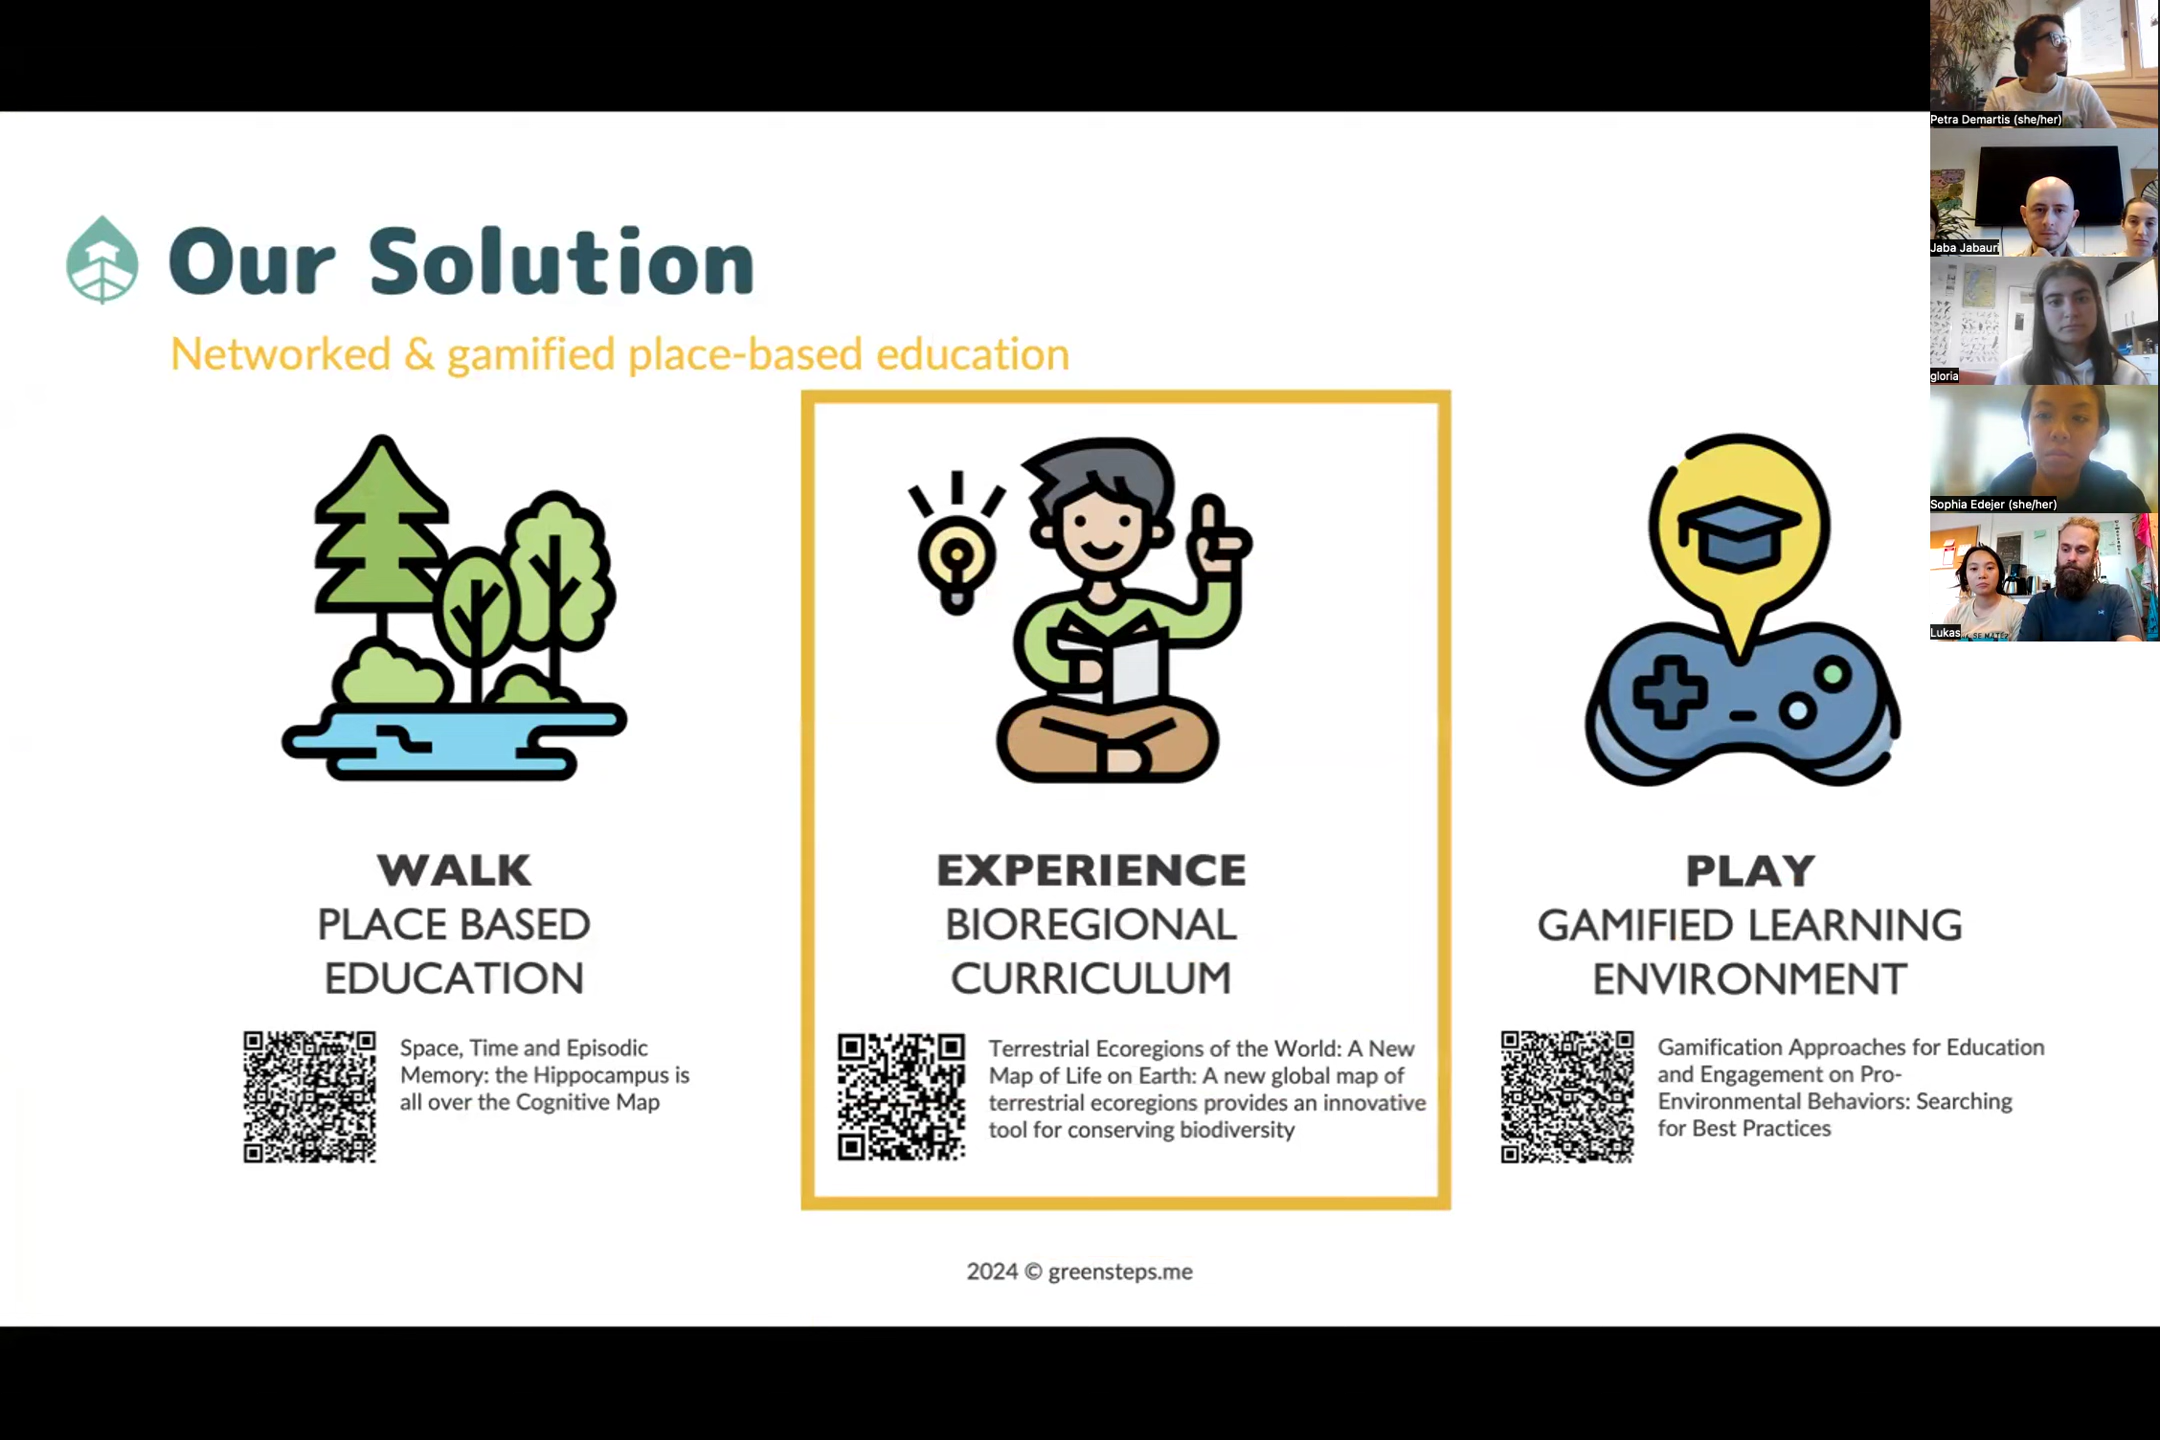 Our Solution
Networked & gamified place-based education
WALK
PLACE BASED
EDUCATION
Space, Time and Episodic
Memory: the Hippocampus is
all over the Cognitive Map
EXPERIENCE
BIOREGIONAL
CURRICULUM
Terrestrial Ecoregions of the World: A New
Map of Life on Earth: A new global map of
terrestrial ecoregions provides an innovative
tool for conserving biodiversity
PLAY
GAMIFIED LEARNING
ENVIRONMENT
Gamification Approaches for Education
and Engagement on Pro-
Environmental Behaviors: Searching
for Best Practices
2024 © greensteps.me
Petra Demartis (she/her)
Jaba Jabauri
gloria
Sophia Edejer (she/her)
Lukas